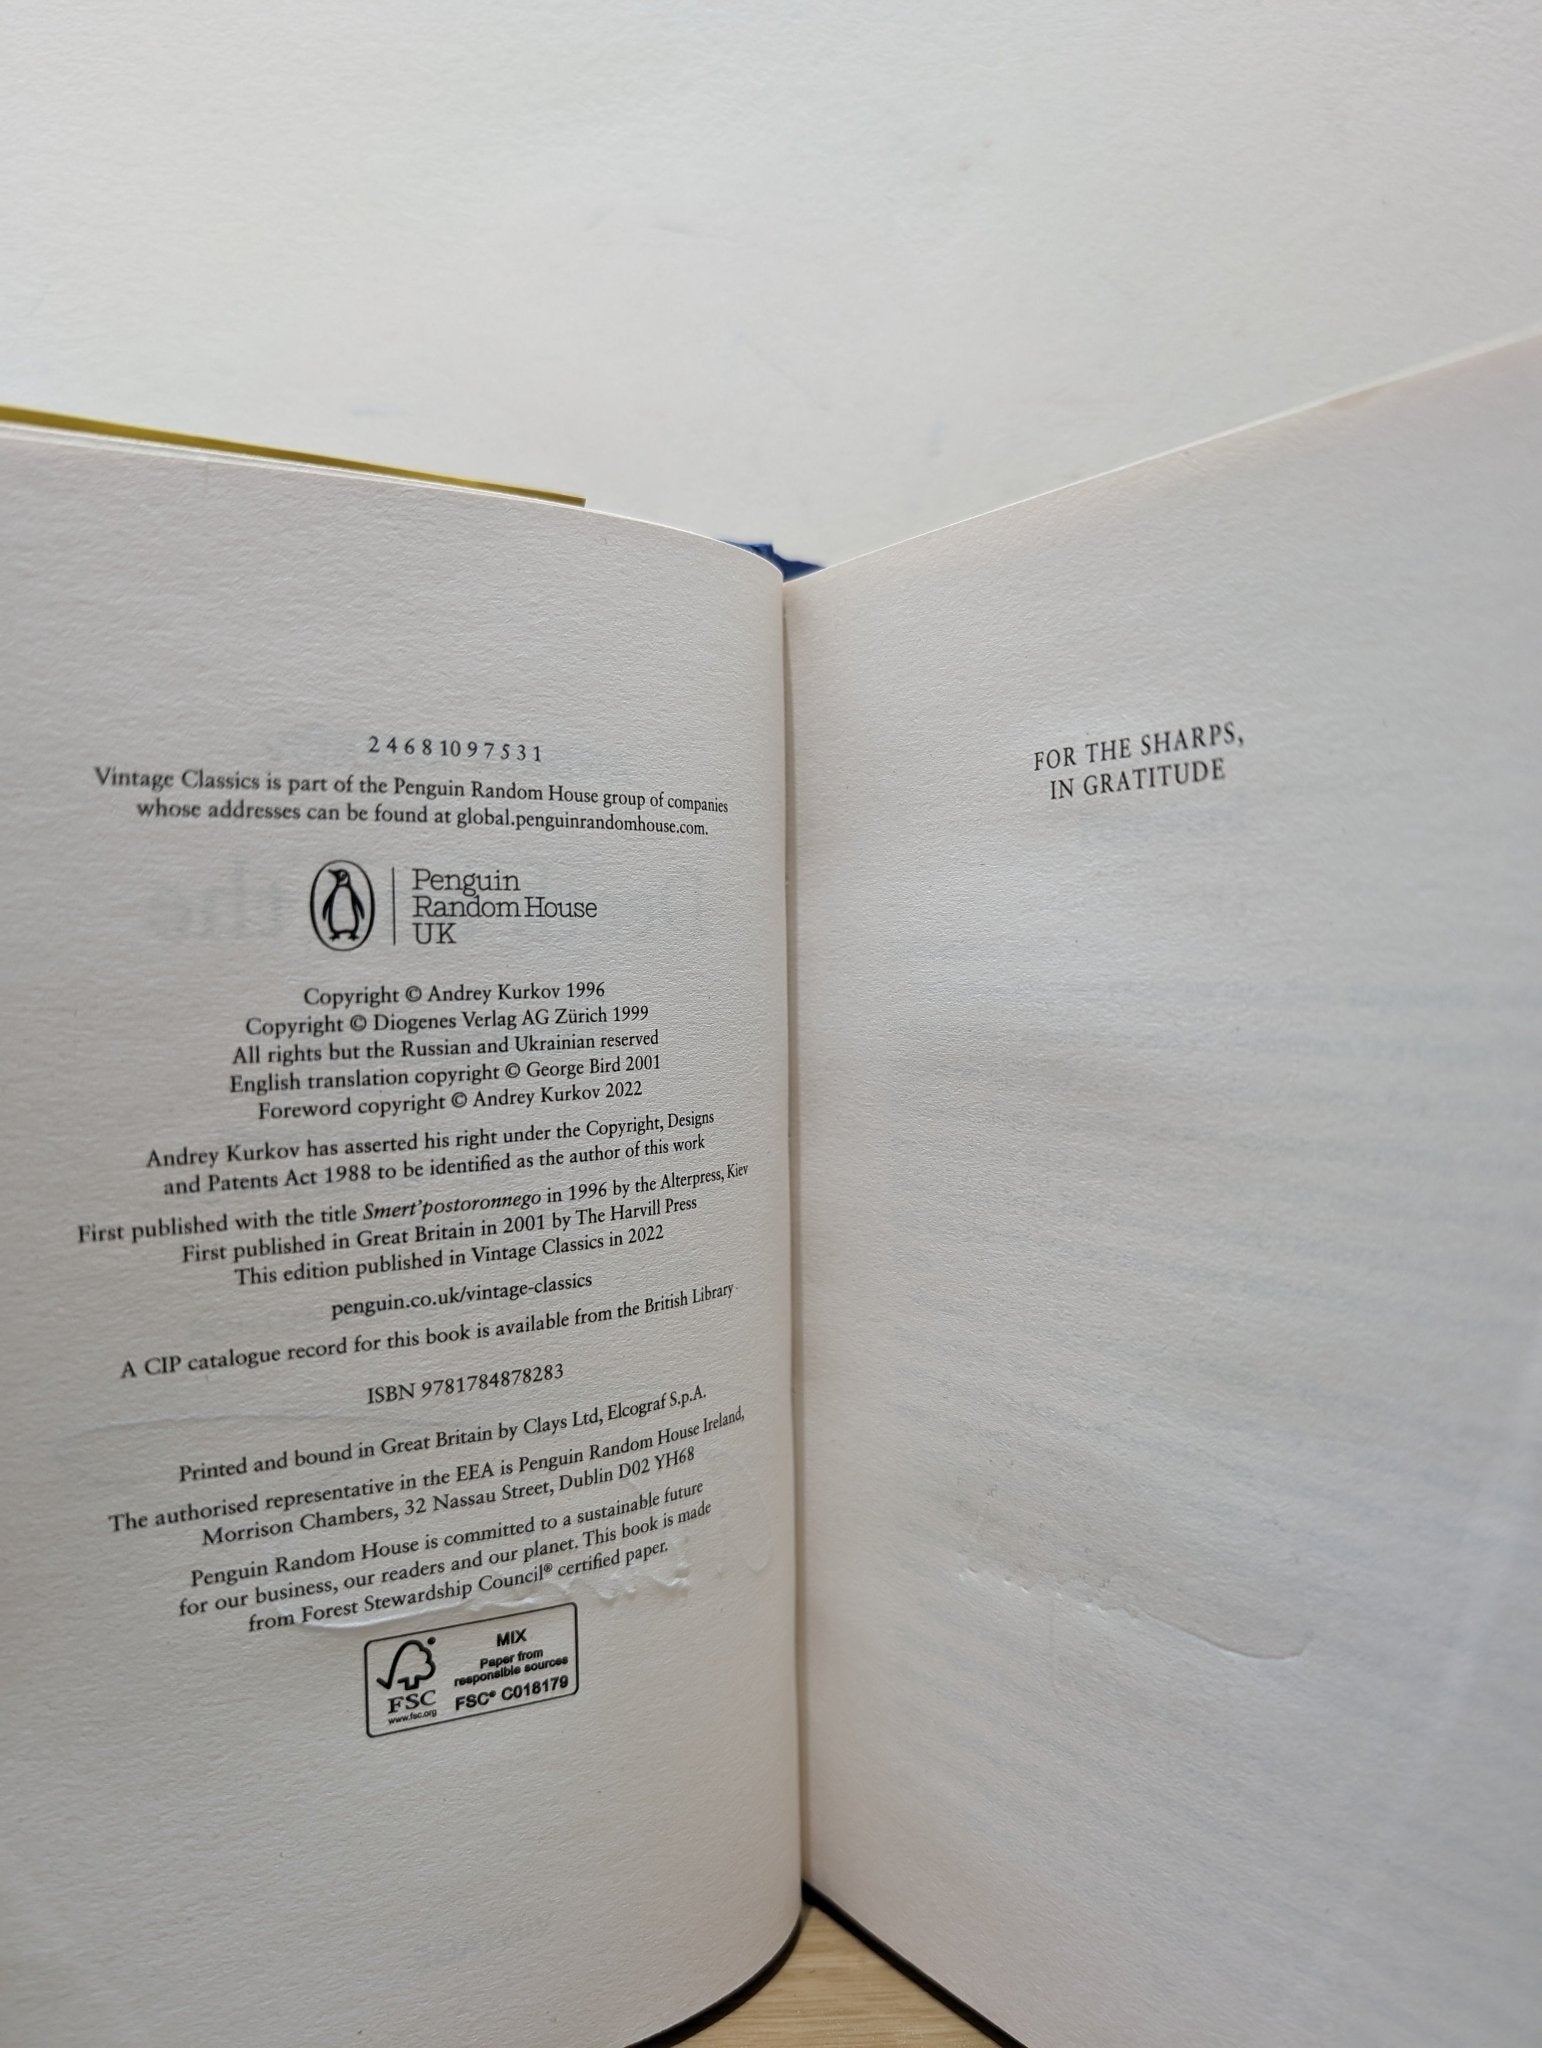 2 4 6 8 10 9 7 5 3 1
Vintage Classics is part of the Penguin Random House group of companies
whose addresses can be found at global.penguinrandomhouse.com.
Penguin
Random House
UK
Copyright © Andrey Kurkov 1996
Copyright © Diogenes Verlag AG Zürich 1999
All rights but the Russian and Ukrainian reserved
English translation copyright © George Bird 2001
Foreword copyright © Andrey Kurkov 2022
Andrey Kurkov has asserted his right under the Copyright, Designs
and Patents Act 1988 to be identified as the author of this work
First published with the title Smert'postoronnego in 1996 by the Alterpress, Kiev
First published in Great Britain in 2001 by The Harvill Press
This edition published in Vintage Classics in 2022
penguin.co.uk/vintage-classics
A CIP catalogue record for this book is available from the British Library
ISBN 9781784878283
Printed and bound in Great Britain by Clays Ltd, Elcograf S.p.A.
The authorised representative in the EEA is Penguin Random House Ireland,
Morrison Chambers, 32 Nassau Street, Dublin D02 YH68
Penguin Random House is committed to a sustainable future
for our business, our readers and our planet. This book is made
from Forest Stewardship Council® certified paper.
FSC
www.fsc.org
MIX
Paper from
responsible sources
FSC® C018179
FOR THE SHARPS,
IN GRATITUDE